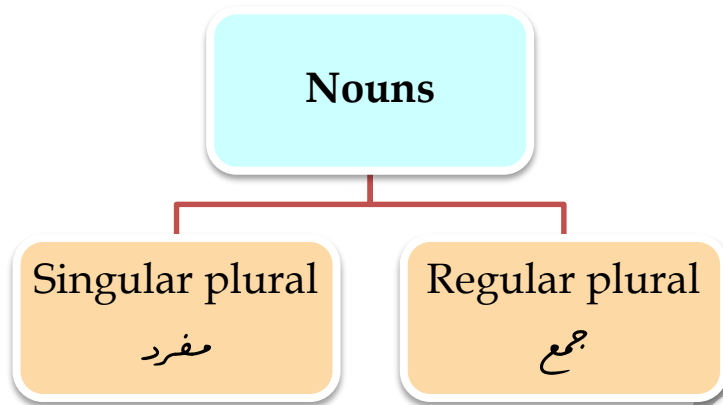 Nouns
Singular plural
مفرد
Regular plural
جمع